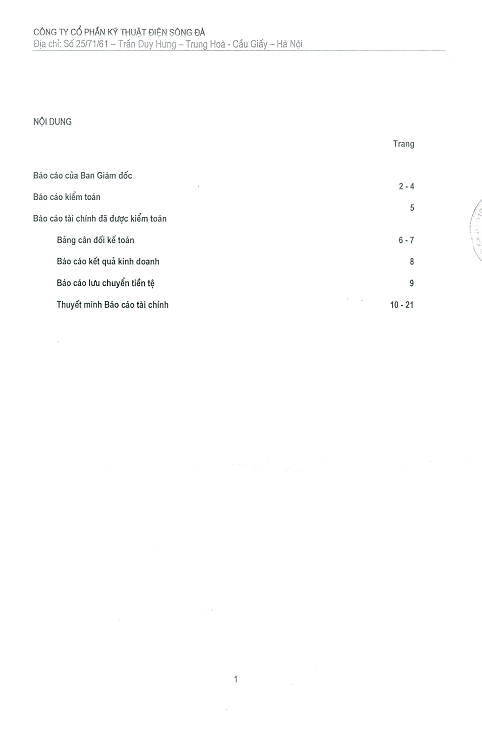 CÔNG TY CỔ PHẦN KỸ THUẬT ĐIỆN SÔNG ĐÀ
Địa chỉ: Số 25/71/61 – Trần Duy Hưng – Trung Hoà - Cầu Giấy – Hà Nội
NỘI DUNG
Trang
Báo cáo của Ban Giám đốc
2 - 4
Báo cáo kiểm toán
5
Báo cáo tài chính đã được kiểm toán
Bảng cân đối kế toán 6 - 7
Báo cáo kết quả kinh doanh 8
Báo cáo lưu chuyển tiền tệ 9
Thuyết minh Báo cáo tài chính 10 - 21
1